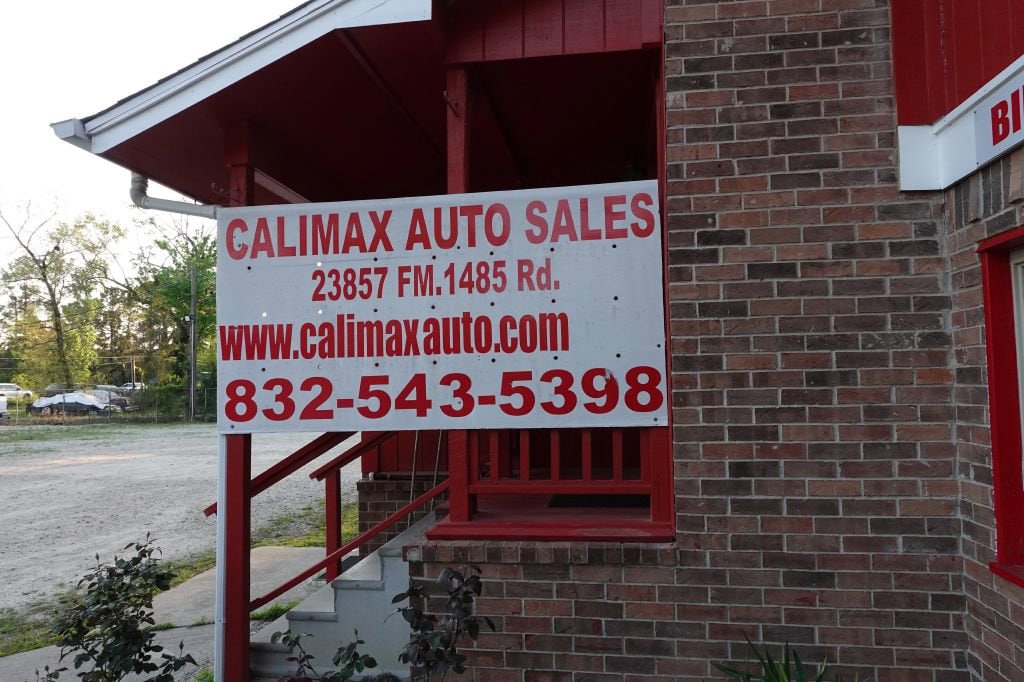 CALIMAX AUTO SALES
23857 FM.1485 Rd.
www.calimaxauto.com
832-543-5398